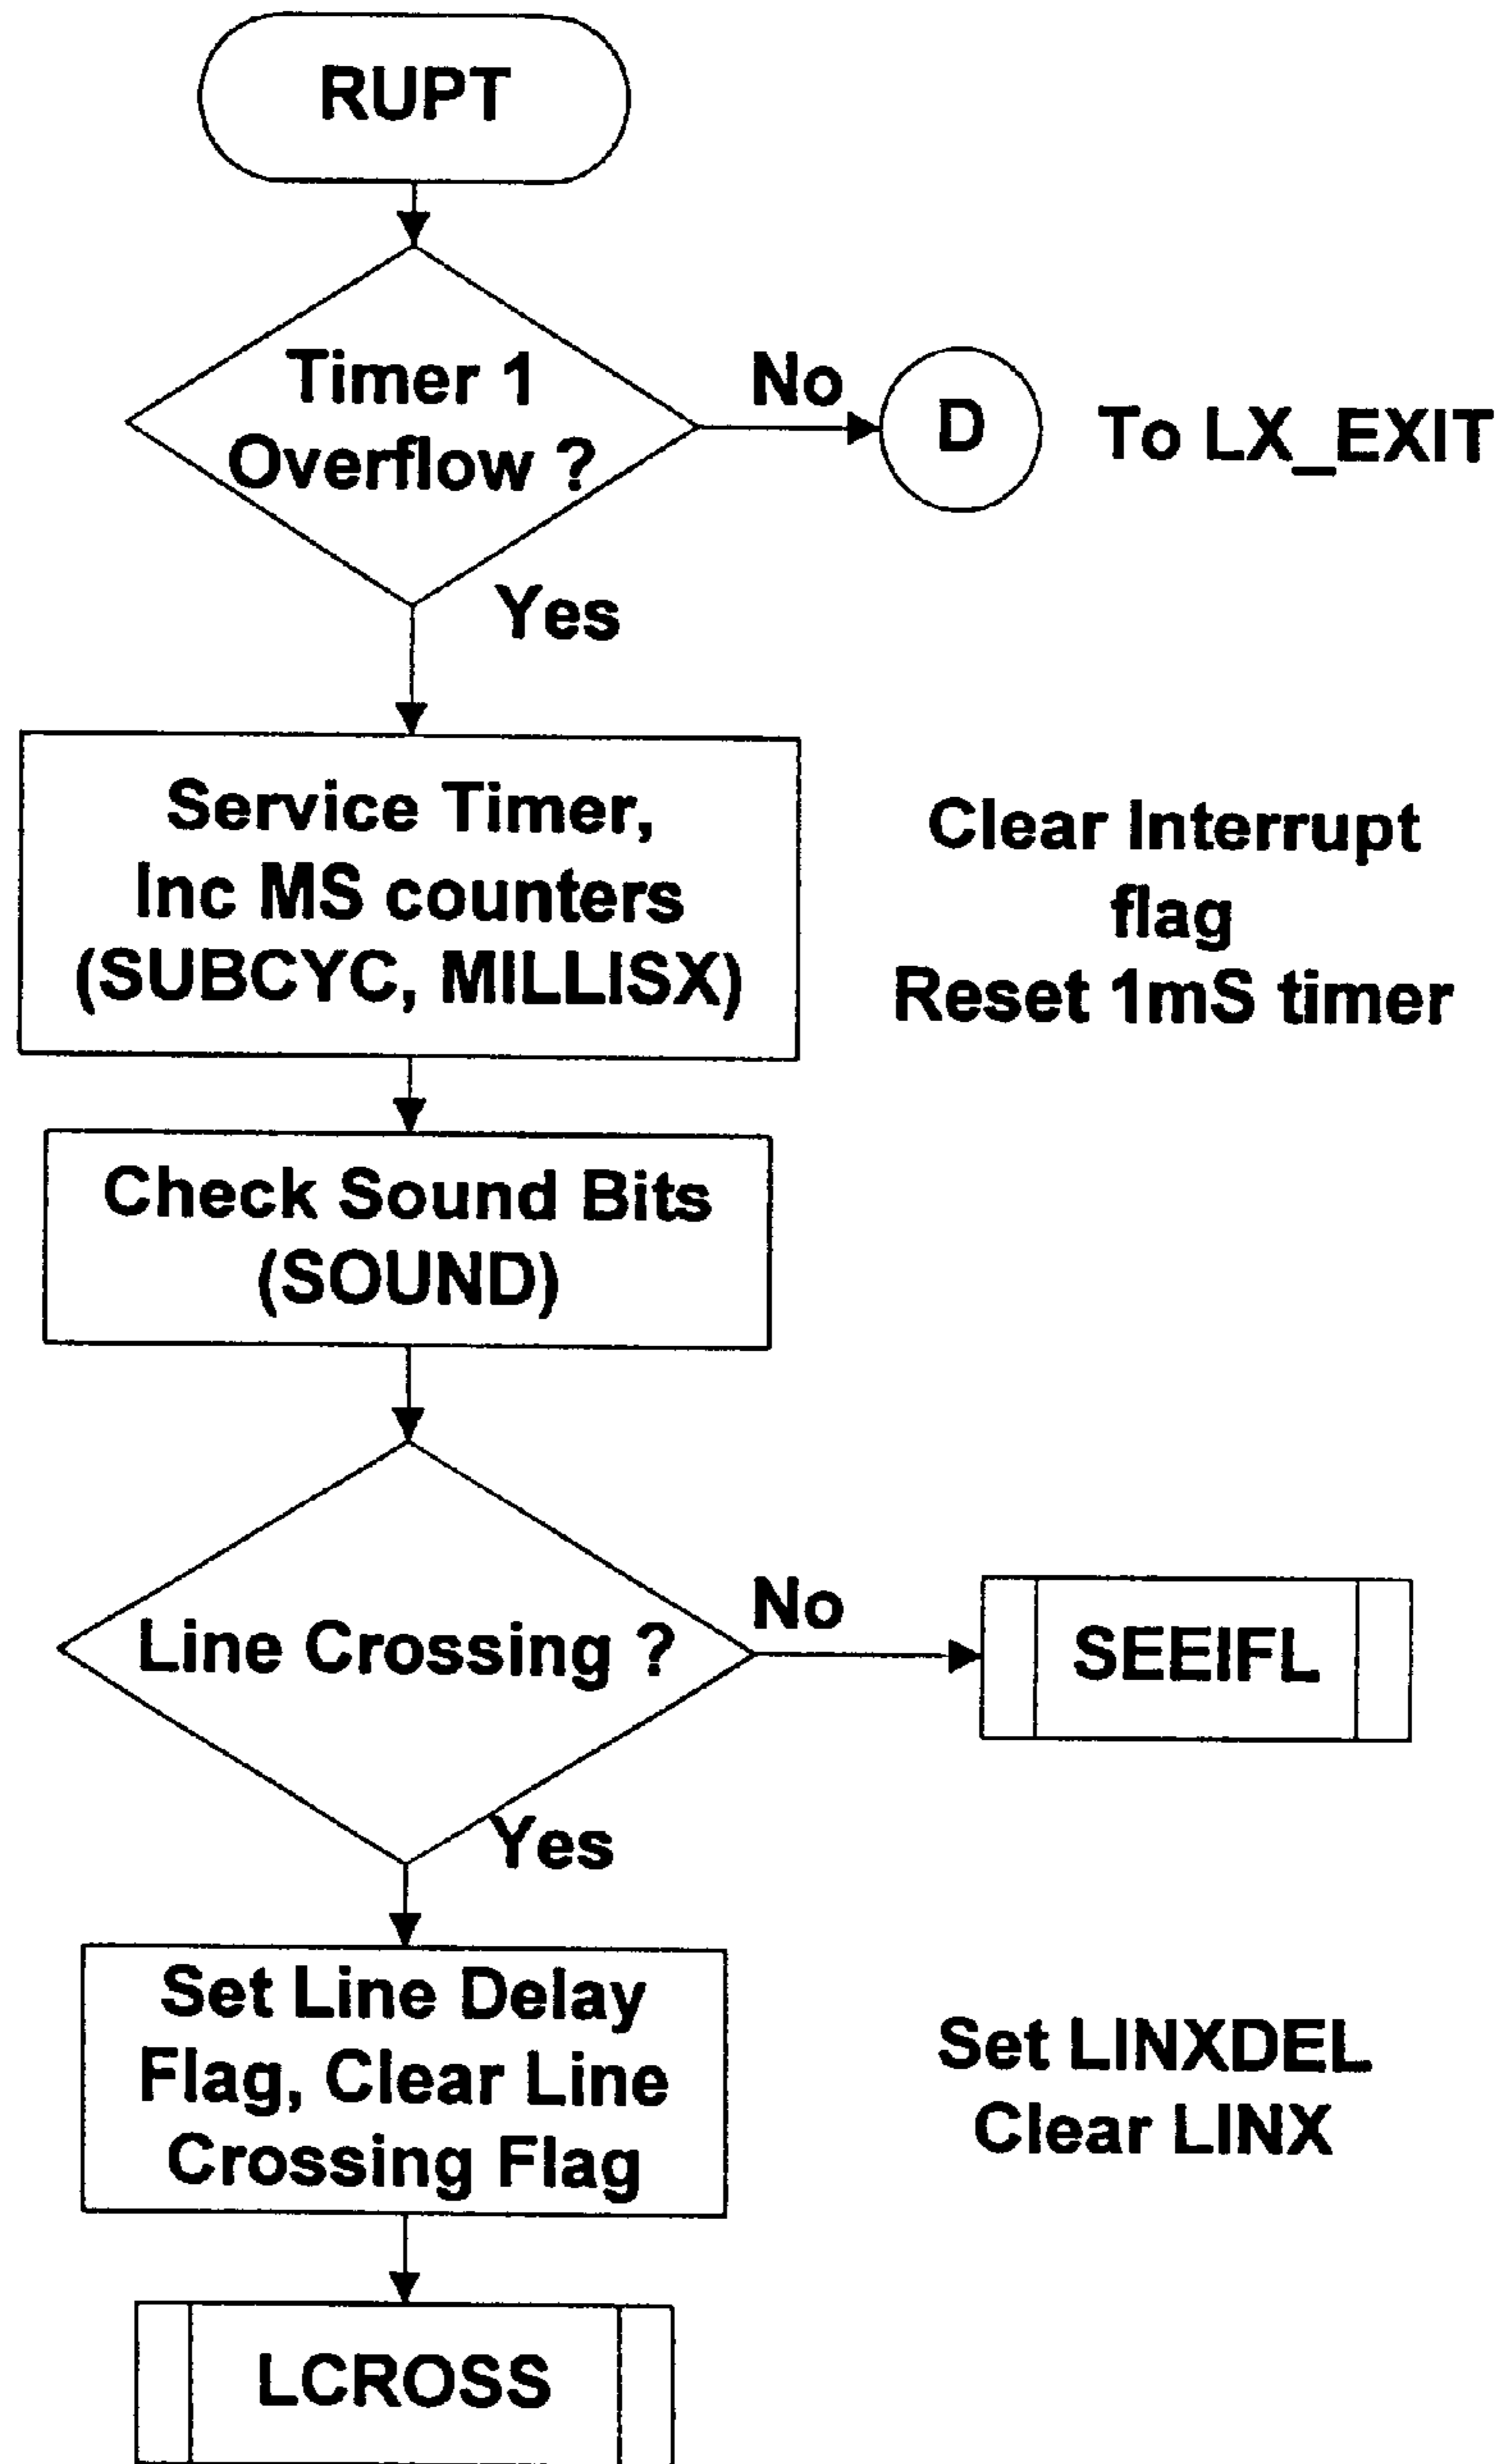 RUPT
Timer 1
Overflow ?
No
D
To LX_EXIT
Yes
Service Timer,
Inc MS counters
(SUBCYC, MILLISX)
Clear Interrupt
flag
Reset 1mS timer
Check Sound Bits
(SOUND)
Line Crossing ?
No
SEEIFL
Yes
Set Line Delay
Flag, Clear Line
Crossing Flag
Set LINXDEL
Clear LINX
LCROSS